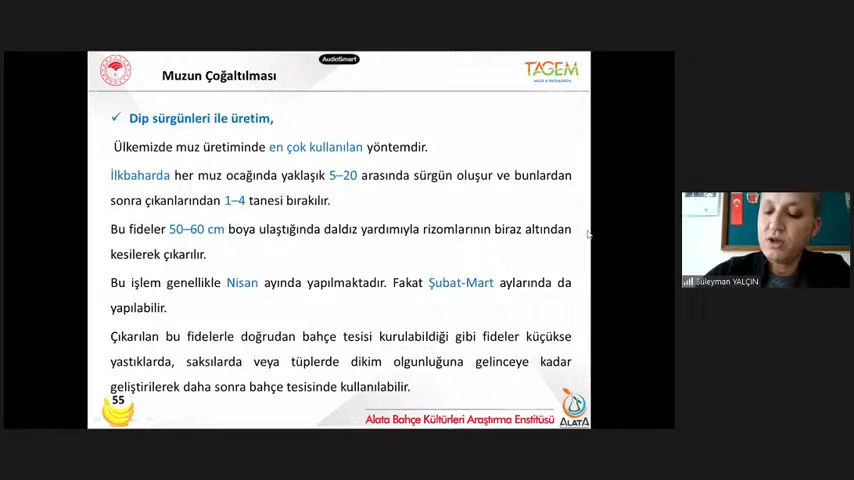 AudioSmart
Muzun Çoğaltılması
TAGEM
Dip sürgünleri ile üretim,
Ülkemizde muz üretiminde en çok kullanılan yöntemdir.
İlkbaharda her muz ocağında yaklaşık 5–20 arasında sürgün oluşur ve bunlardan
sonra çıkanlarından 1–4 tanesi bırakılır.
Bu fideler 50–60 cm boya ulaştığında daldız yardımıyla rizomlarının biraz altından
kesilerek çıkarılır.
Bu işlem genellikle Nisan ayında yapılmaktadır. Fakat Şubat-Mart aylarında da
yapılabilir.
Çıkarılan bu fidelerle doğrudan bahçe tesisi kurulabildiği gibi fideler küçükse
yastıklarda, saksılarda veya tüplerde dikim olgunluğuna gelinceye kadar
geliştirilerek daha sonra bahçe tesisinde kullanılabilir.
55
Alata Bahçe Kültürleri Araştırma Enstitüsü
ALATA
Süleyman YALÇIN